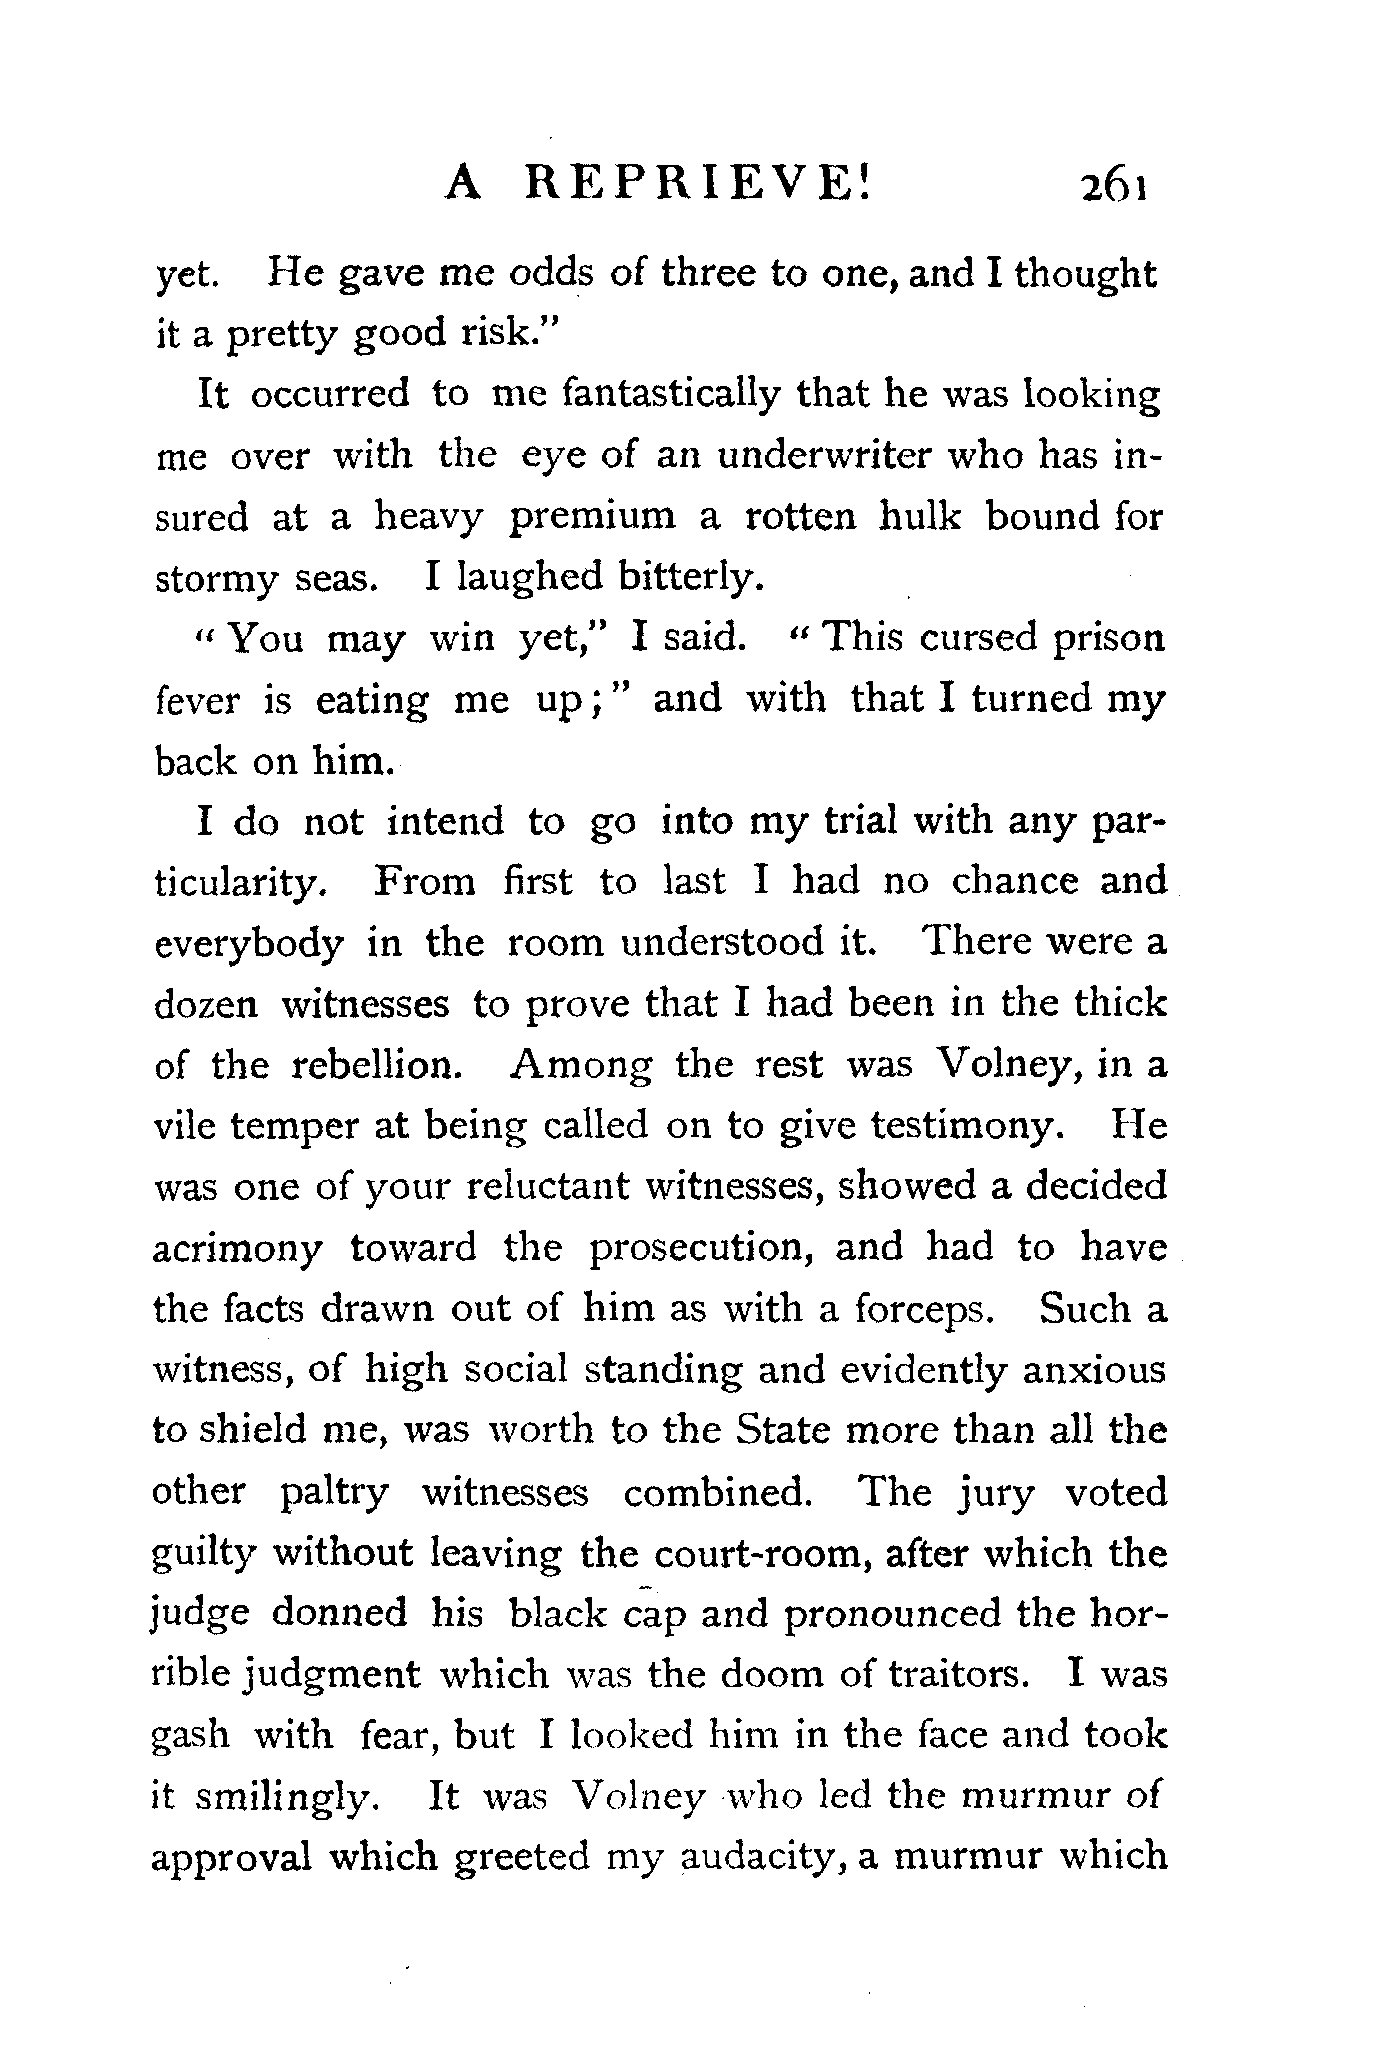 A REPRIEVE! 261
yet. He gave me odds of three to one, and I thought
it a pretty good risk.”
It occurred to me fantastically that he was looking
me over with the eye of an underwriter who has in-
sured at a heavy premium a rotten hulk bound for
stormy seas. I laughed bitterly.
“ You may win yet,” I said. “ This cursed prison
fever is eating me up ; ” and with that I turned my
back on him.
I do not intend to go into my trial with any par-
ticularity. From first to last I had no chance and
everybody in the room understood it. There were a
dozen witnesses to prove that I had been in the thick
of the rebellion. Among the rest was Volney, in a
vile temper at being called on to give testimony. He
was one of your reluctant witnesses, showed a decided
acrimony toward the prosecution, and had to have
the facts drawn out of him as with a forceps. Such a
witness, of high social standing and evidently anxious
to shield me, was worth to the State more than all the
other paltry witnesses combined. The jury voted
guilty without leaving the court-room, after which the
judge donned his black cap and pronounced the hor-
rible judgment which was the doom of traitors. I was
gash with fear, but I looked him in the face and took
it smilingly. It was Volney who led the murmur of
approval which greeted my audacity, a murmur which